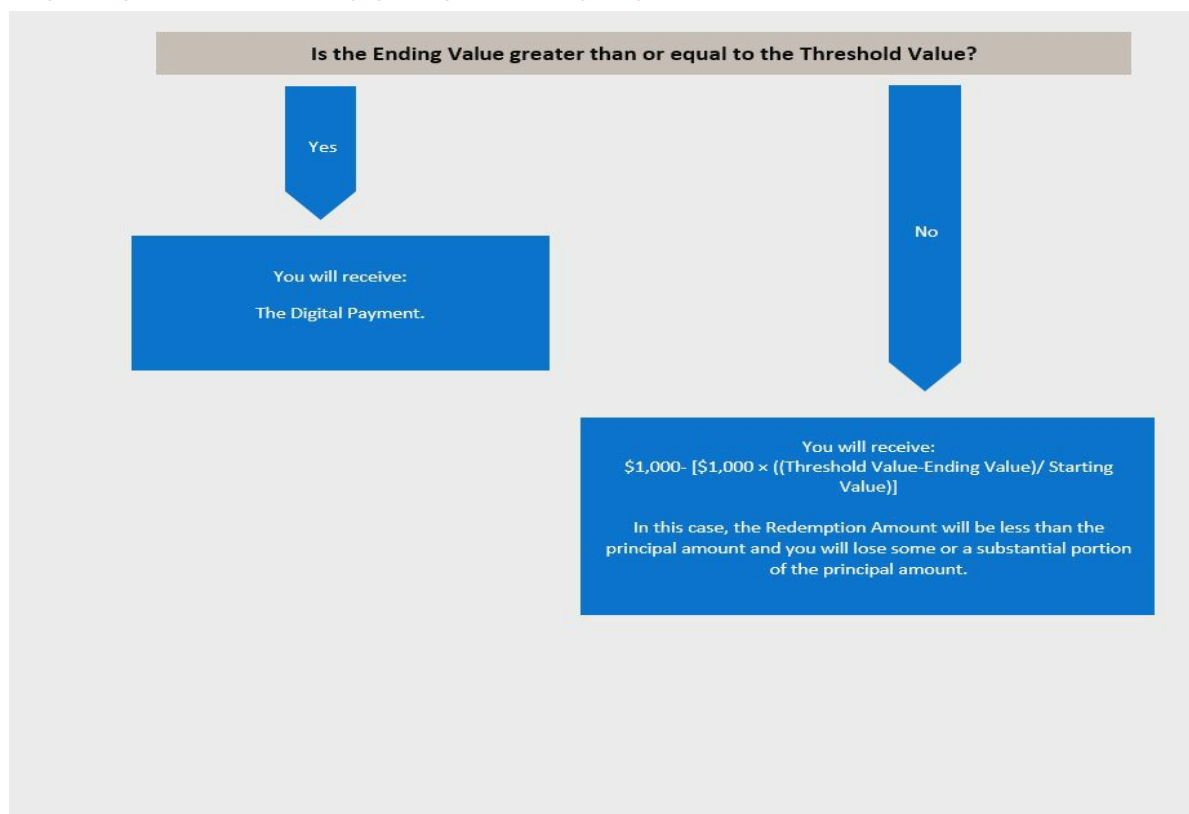 Is the Ending Value greater than or equal to the Threshold Value?
Yes
No
You will receive:
The Digital Payment.
You will receive:
$1,000- [$1,000 × ((Threshold Value-Ending Value)/ Starting
Value)]
In this case, the Redemption Amount will be less than the
principal amount and you will lose some or a substantial portion
of the principal amount.